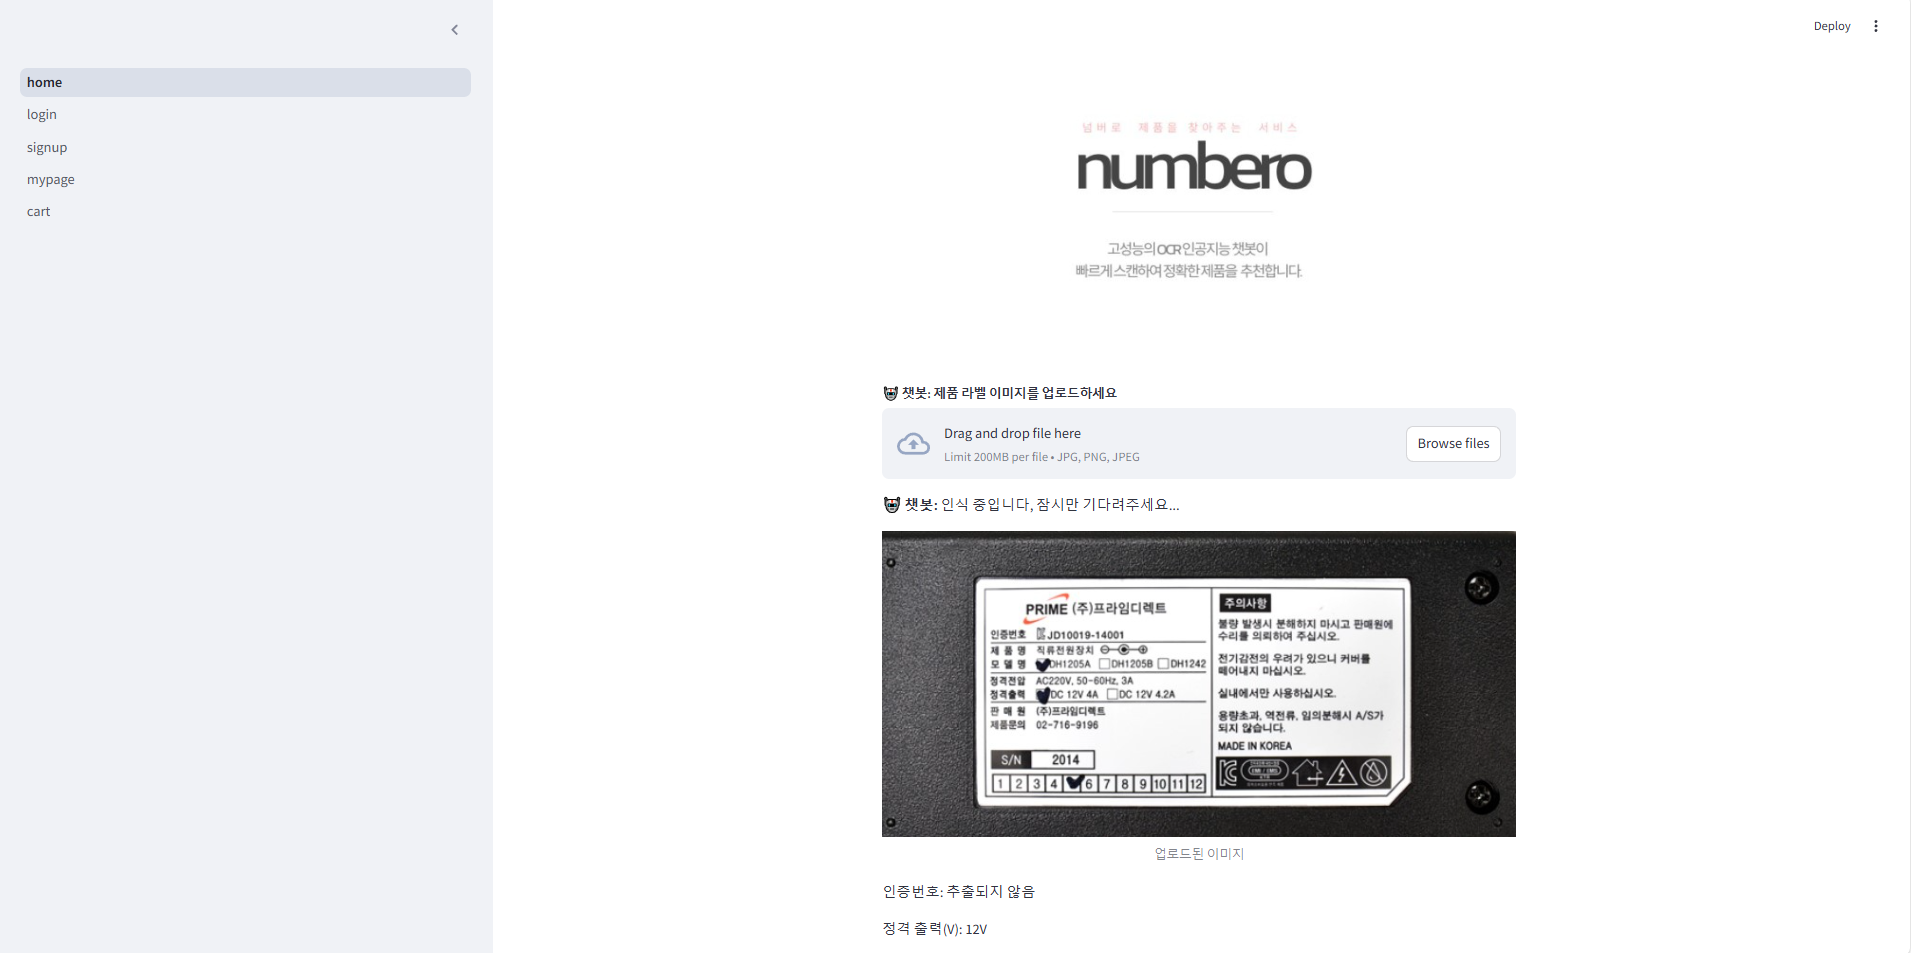 Deploy
home
login
signup
mypage
cart
넘버로 제품을 찾아주는 서비스
numbero
고성능의 OCR 인공지능 챗봇이
빠르게 스캔하여 정확한 제품을 추천합니다.
챗봇: 제품 라벨 이미지를 업로드하세요
Drag and drop file here
Limit 200MB per file • JPG, PNG, JPEG
Browse files
챗봇: 인식 중입니다, 잠시만 기다려주세요...
PRIME (주)프라임디렉트
인증번호 JD10019-14001
제 품 명 직류전원장치
모 델 명 DH1205A DH1205B DH1242
정격전압 AC220V, 50-60Hz, 3A
정격출력 DC 12V 4A DC 12V 4.2A
판 매 원 (주)프라임디렉트
제품문의 02-716-9196
S/N 2014
1 2 3 4 6 7 8 9 10 11 12
주의사항
불량 발생시 분해하지 마시고 판매원에
수리를 의뢰하여 주십시오.
전기감전의 우려가 있으니 커버를
떼어내지 마십시오.
실내에서만 사용하십시오.
용량초과, 역전류, 임의분해시 A/S가
되지 않습니다.
MADE IN KOREA
업로드된 이미지
인증번호: 추출되지 않음
정격 출력(V): 12V